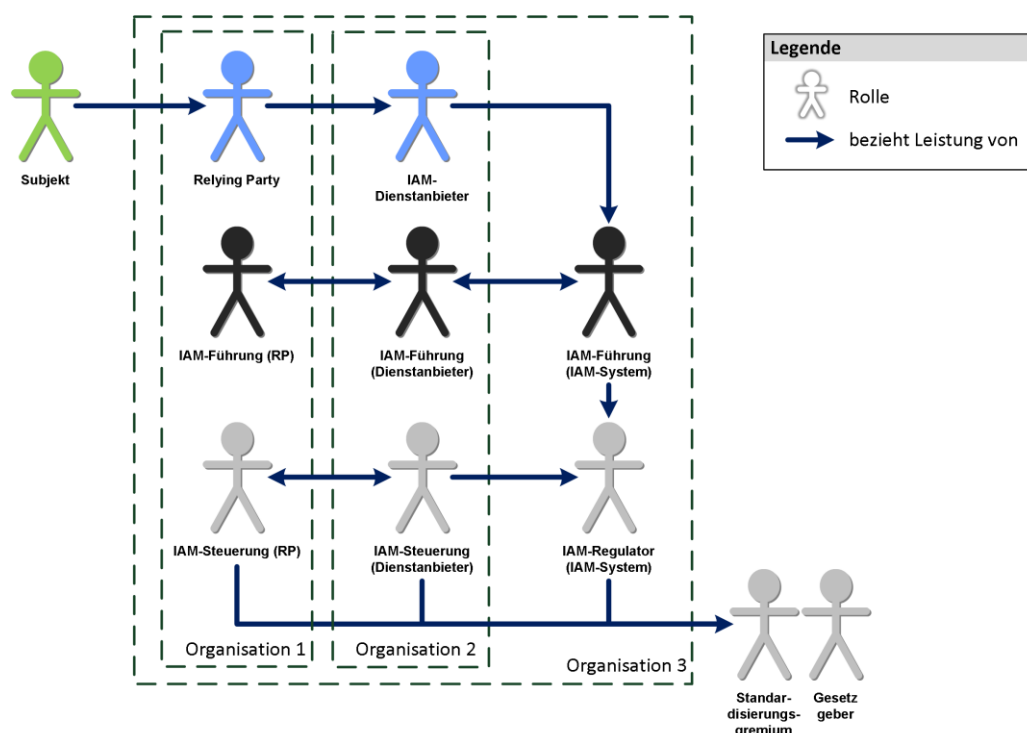 Legende
Rolle
bezieht Leistung von
Subjekt
Relying Party
IAM-
Dienstanbieter
IAM-Führung (RP)
IAM-Führung
(Dienstanbieter)
IAM-Führung
(IAM-System)
IAM-Steuerung (RP)
IAM-Steuerung
(Dienstanbieter)
IAM-Regulator
(IAM-System)
Organisation 1
Organisation 2
Organisation 3
Standar-
disierungs-
gremium
Gesetz
geber